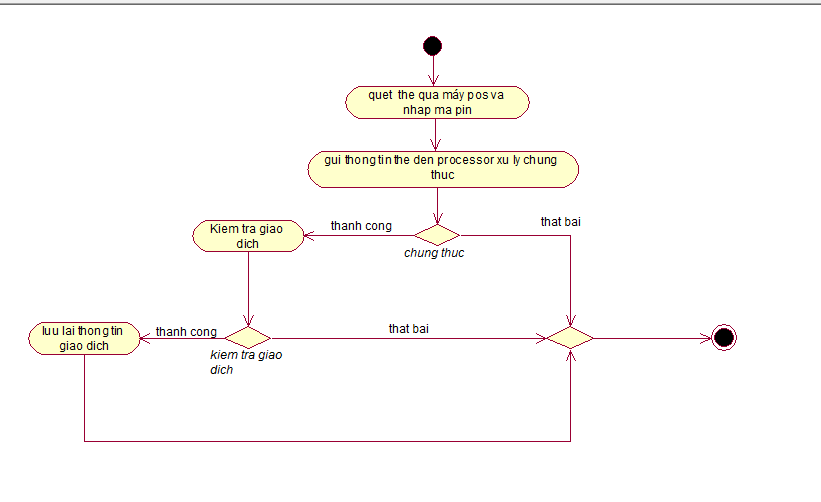 quet the qua máy pos va
nhap ma pin
gui thong tin the den processor xu ly chung
thuc
that bai
thanh cong
Kiem tra giao
dich
chung thuc
luu lai thong tin
giao dich
thanh cong
that bai
kiem tra giao
dich